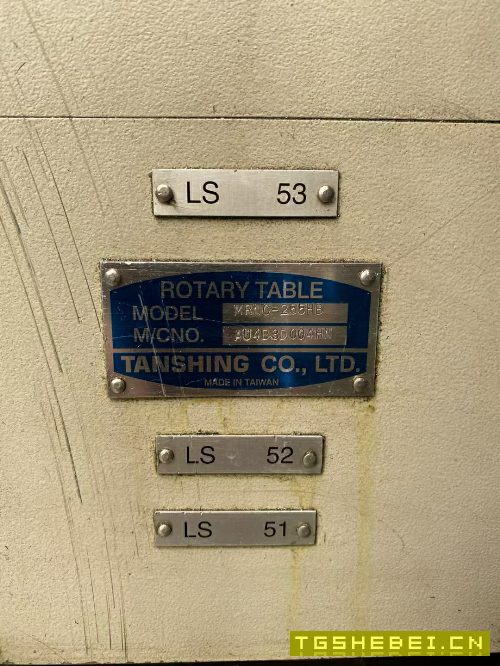 LS 53
ROTARY TABLE
MODEL
M/CNO.
TANSHING CO., LTD.
MADE IN TAIWAN
LS 52
LS 51
TGSHEBEI.CN